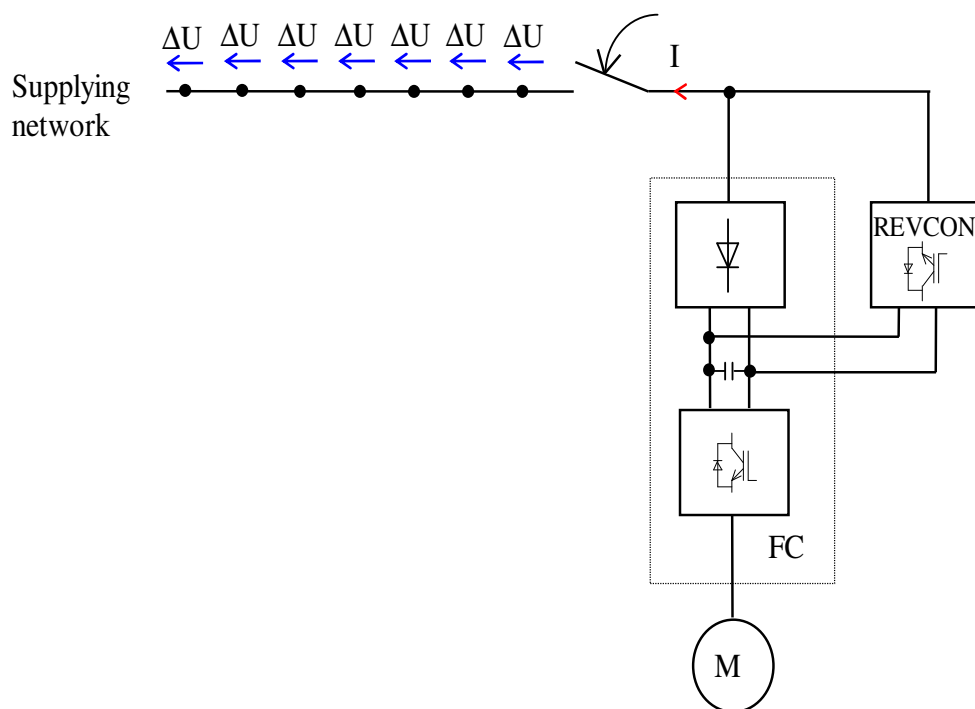 ΔU ΔU ΔU ΔU ΔU ΔU ΔU
I
Supplying
network
REVCON
FC
M